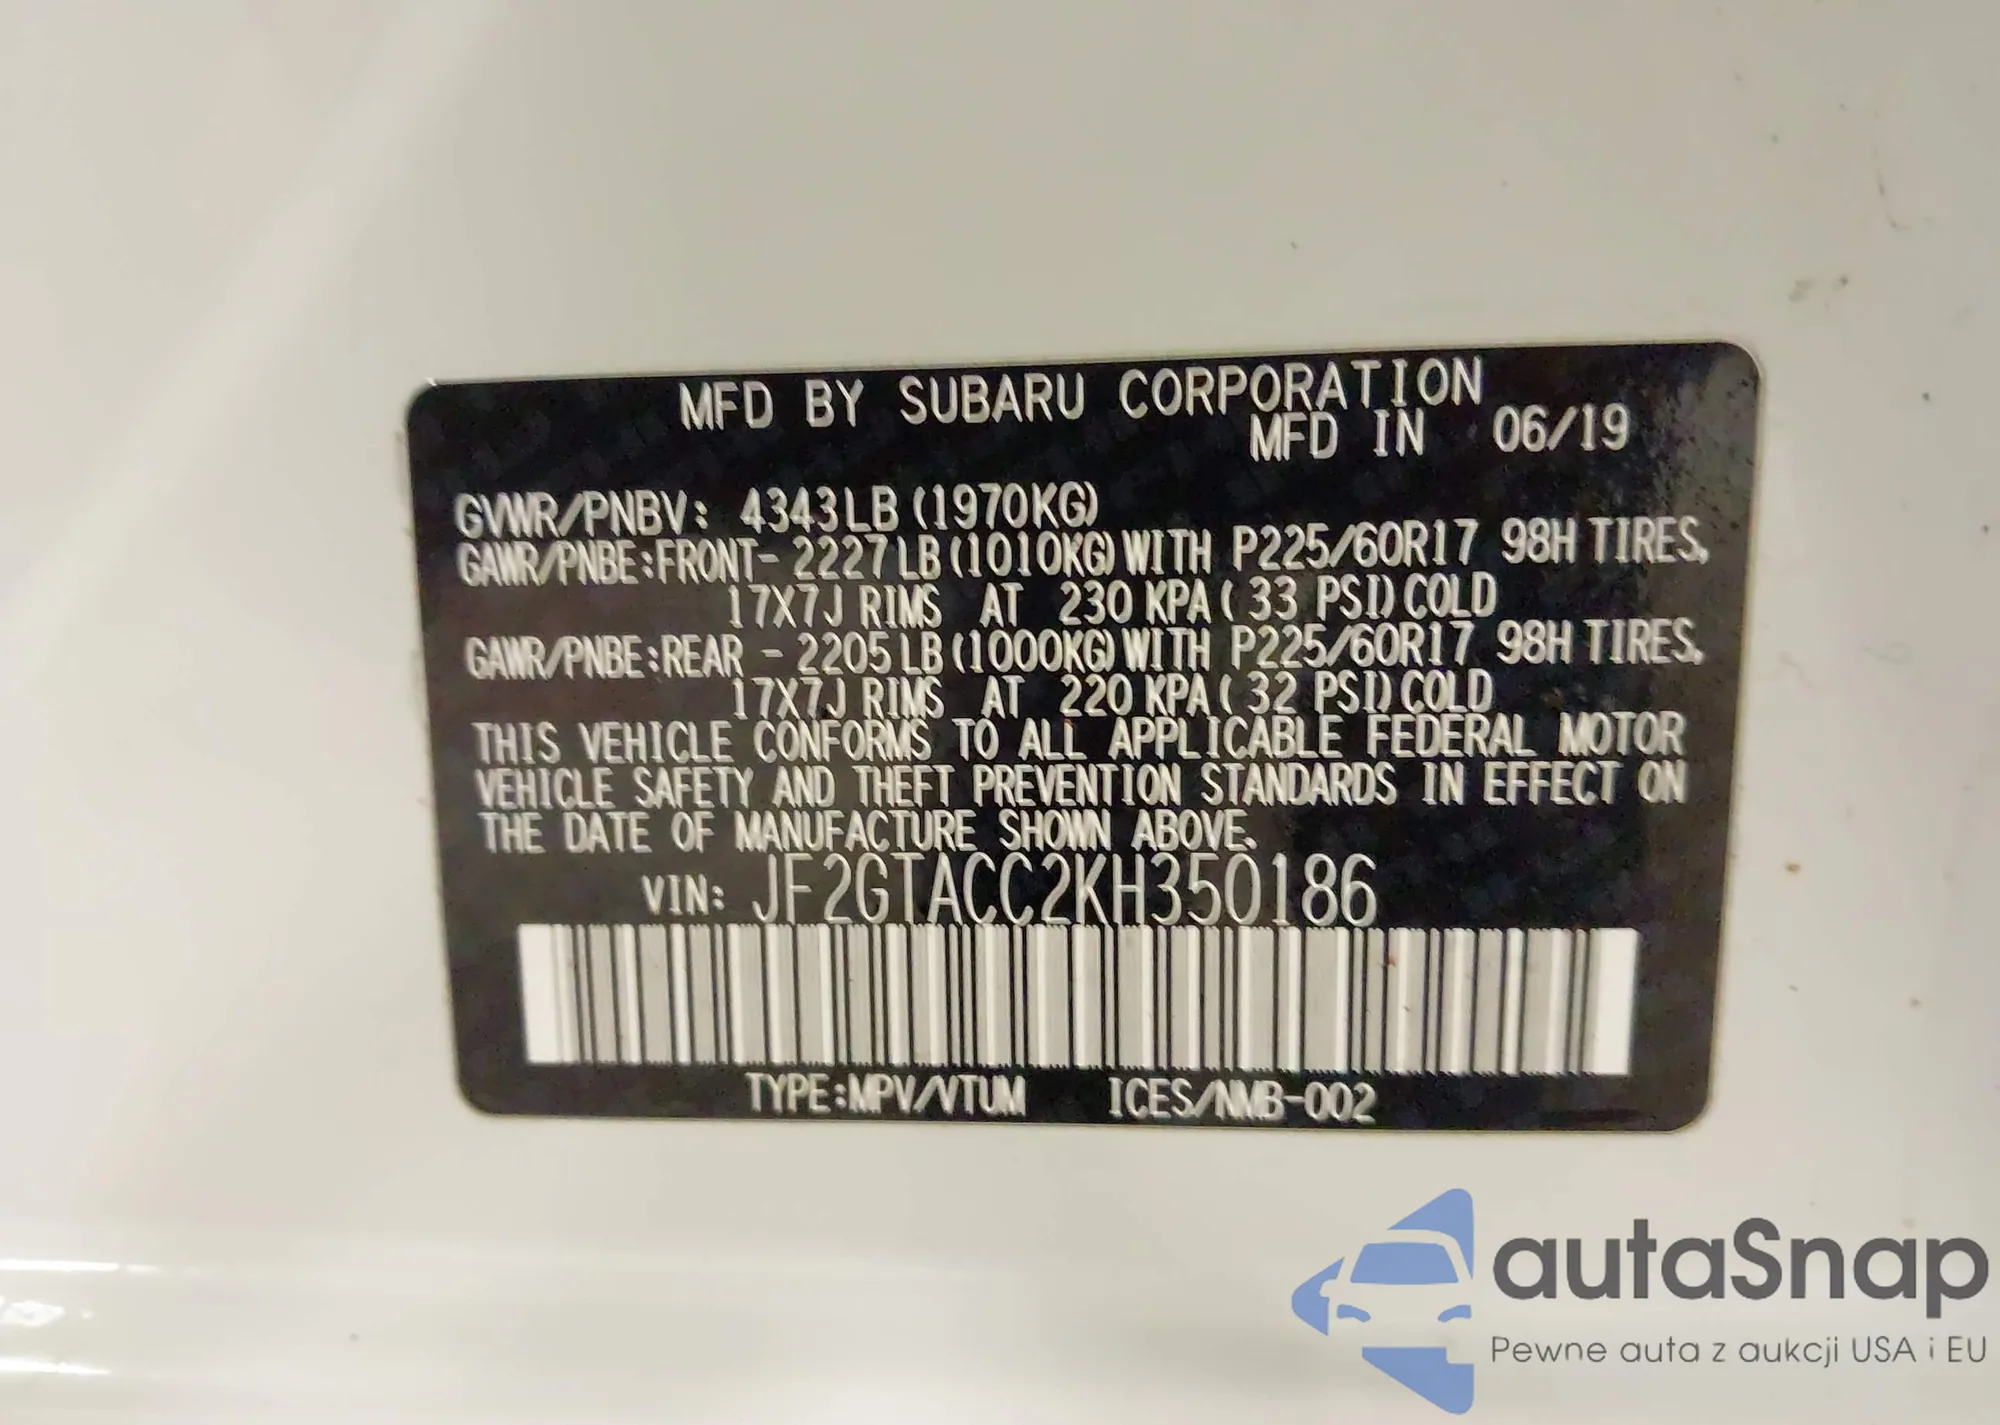 MFD BY SUBARU CORPORATION
MFD IN 06/19
GVWR/PNBV: 4343LB (1970KG)
GAWR/PNBE:FRONT- 2227LB (1010KG) WITH P225/60R17 98H TIRES,
17X7J RIMS AT 230 KPA ( 33 PSI) COLD
GAWR/PNBE:REAR - 2205LB (1000KG) WITH P225/60R17 98H TIRES,
17X7J RIMS AT 220 KPA ( 32 PSI) COLD
THIS VEHICLE CONFORMS TO ALL APPLICABLE FEDERAL MOTOR
VEHICLE SAFETY AND THEFT PREVENTION STANDARDS IN EFFECT ON
THE DATE OF MANUFACTURE SHOWN ABOVE.
VIN: JF2GTACC2KH350186
TYPE:MPV/VTUM ICES/NMB-002
autaSnap
Pewne auta z aukcji USA i EU